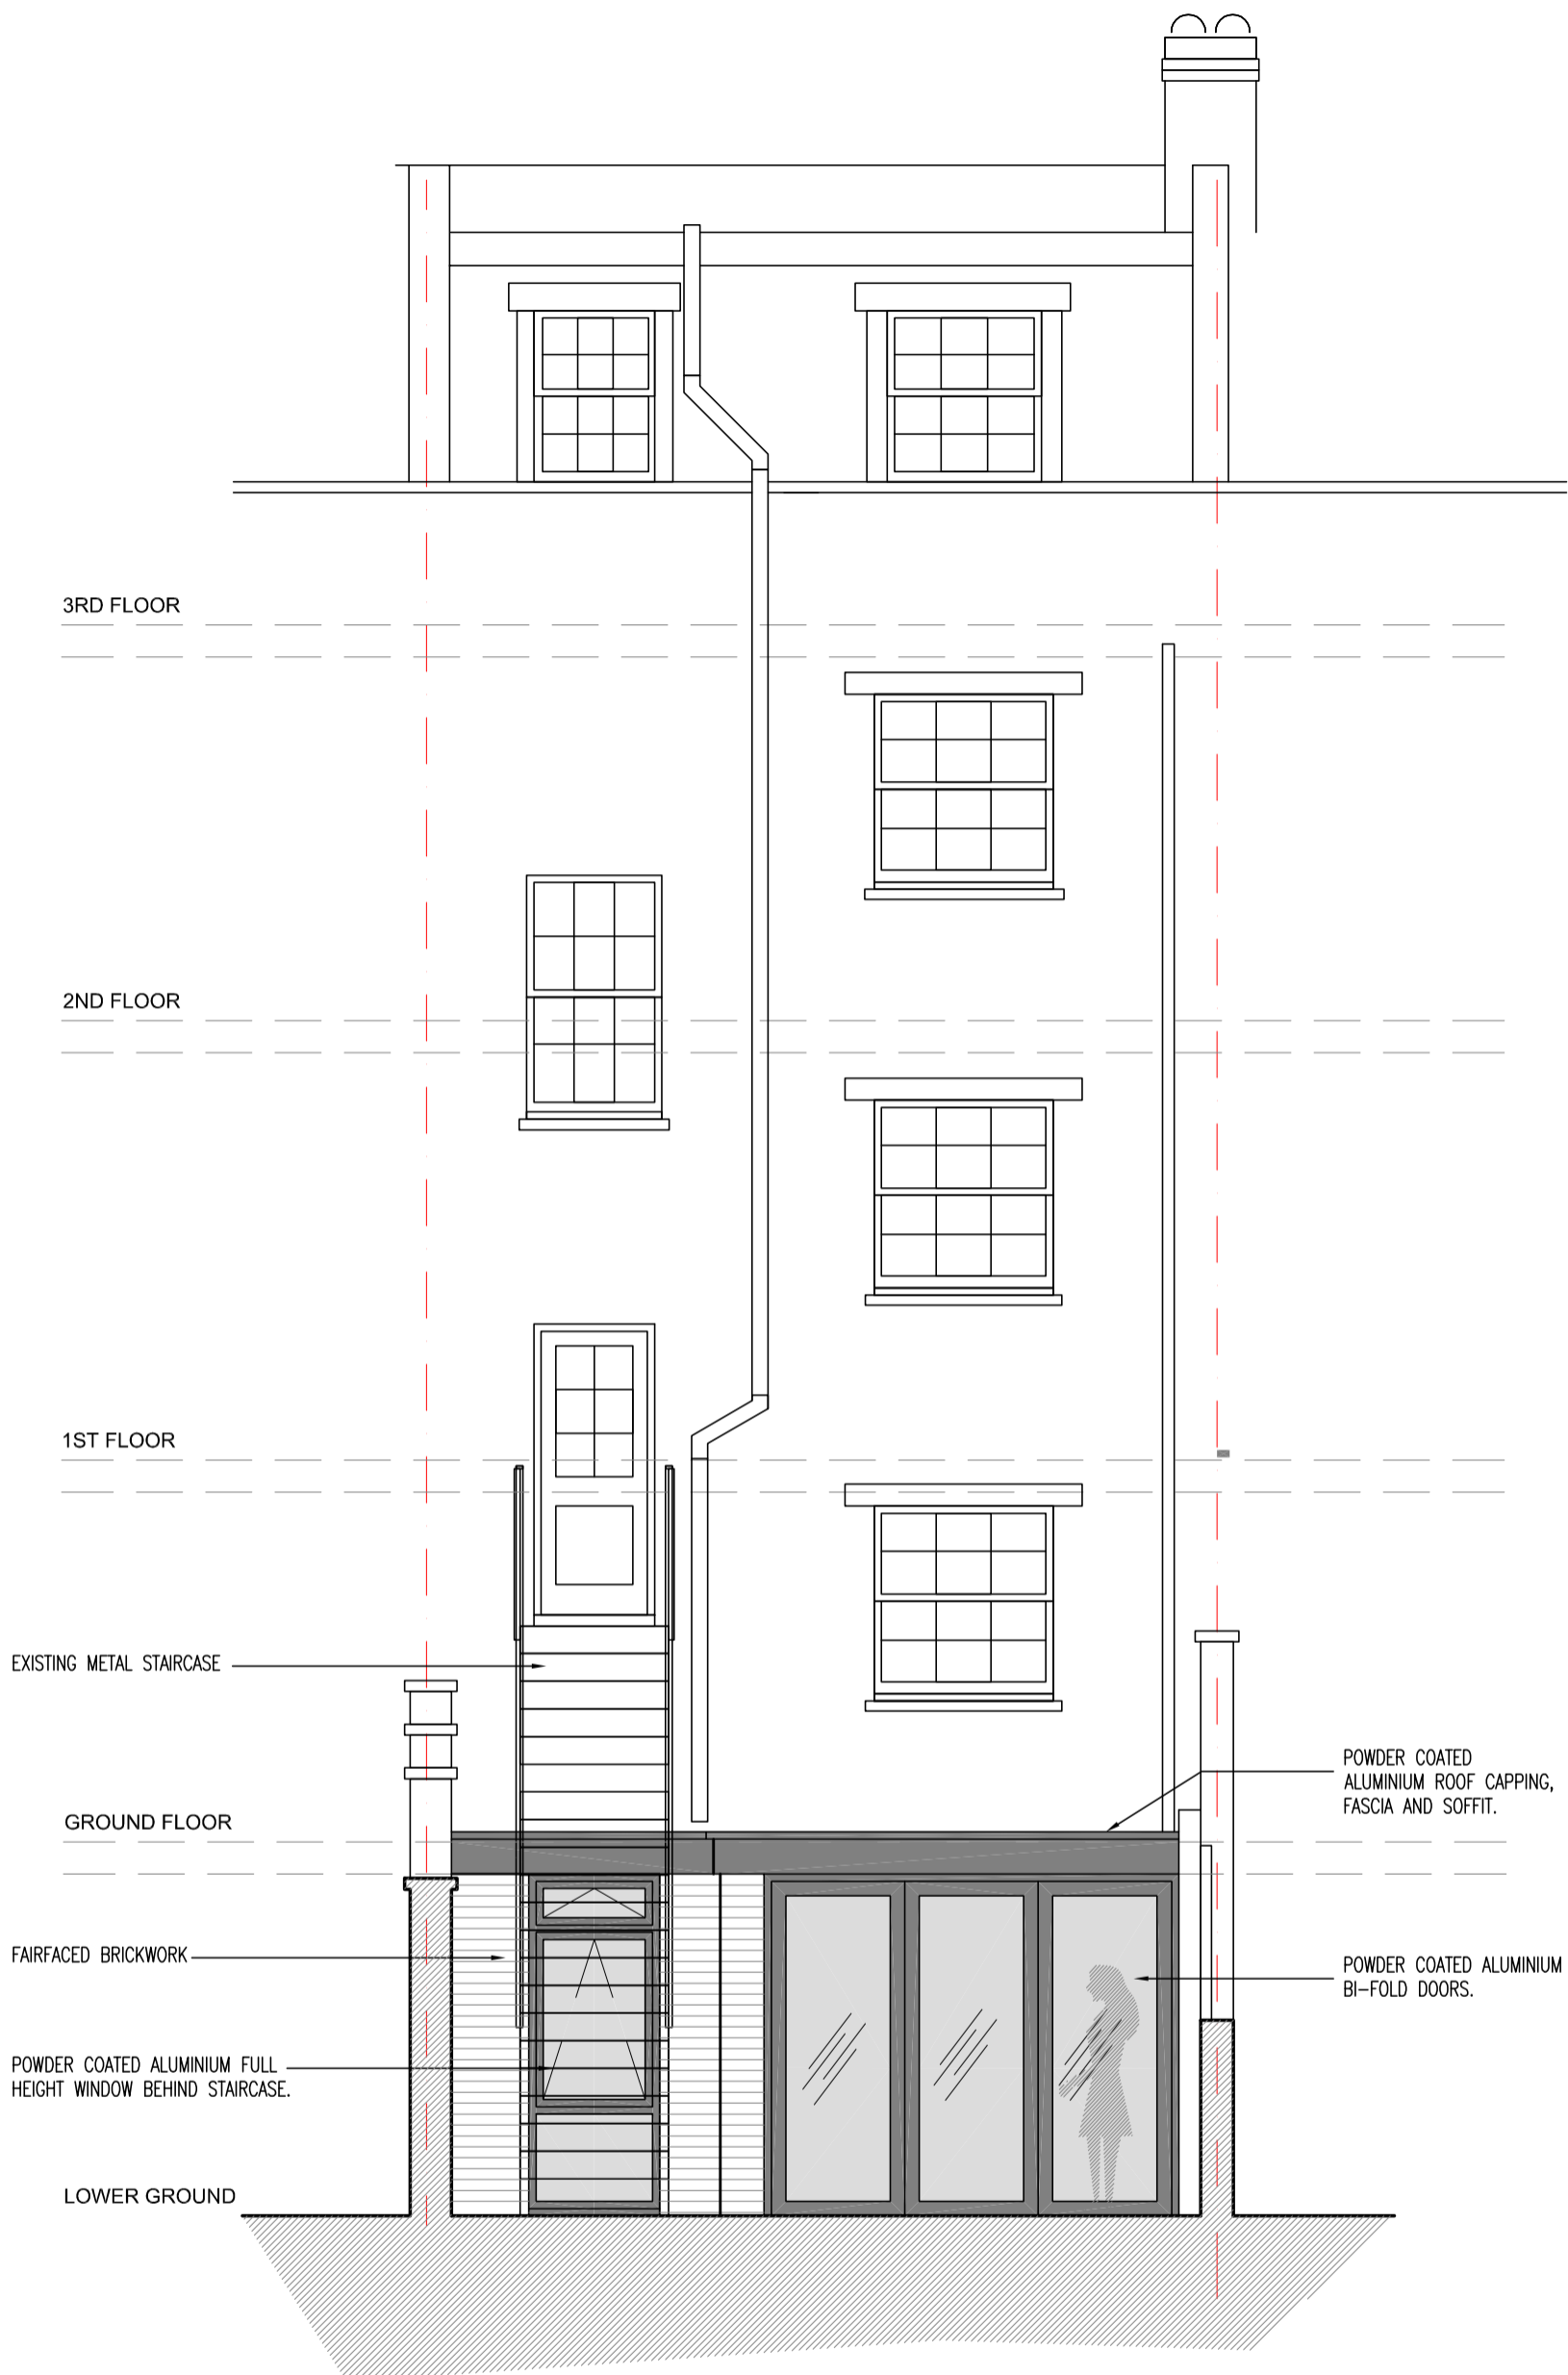 3RD FLOOR
2ND FLOOR
1ST FLOOR
EXISTING METAL STAIRCASE
POWDER COATED
ALUMINIUM ROOF CAPPING,
FASCIA AND SOFFIT.
GROUND FLOOR
FAIRFACED BRICKWORK
POWDER COATED ALUMINIUM
BI-FOLD DOORS.
POWDER COATED ALUMINIUM FULL
HEIGHT WINDOW BEHIND STAIRCASE.
LOWER GROUND